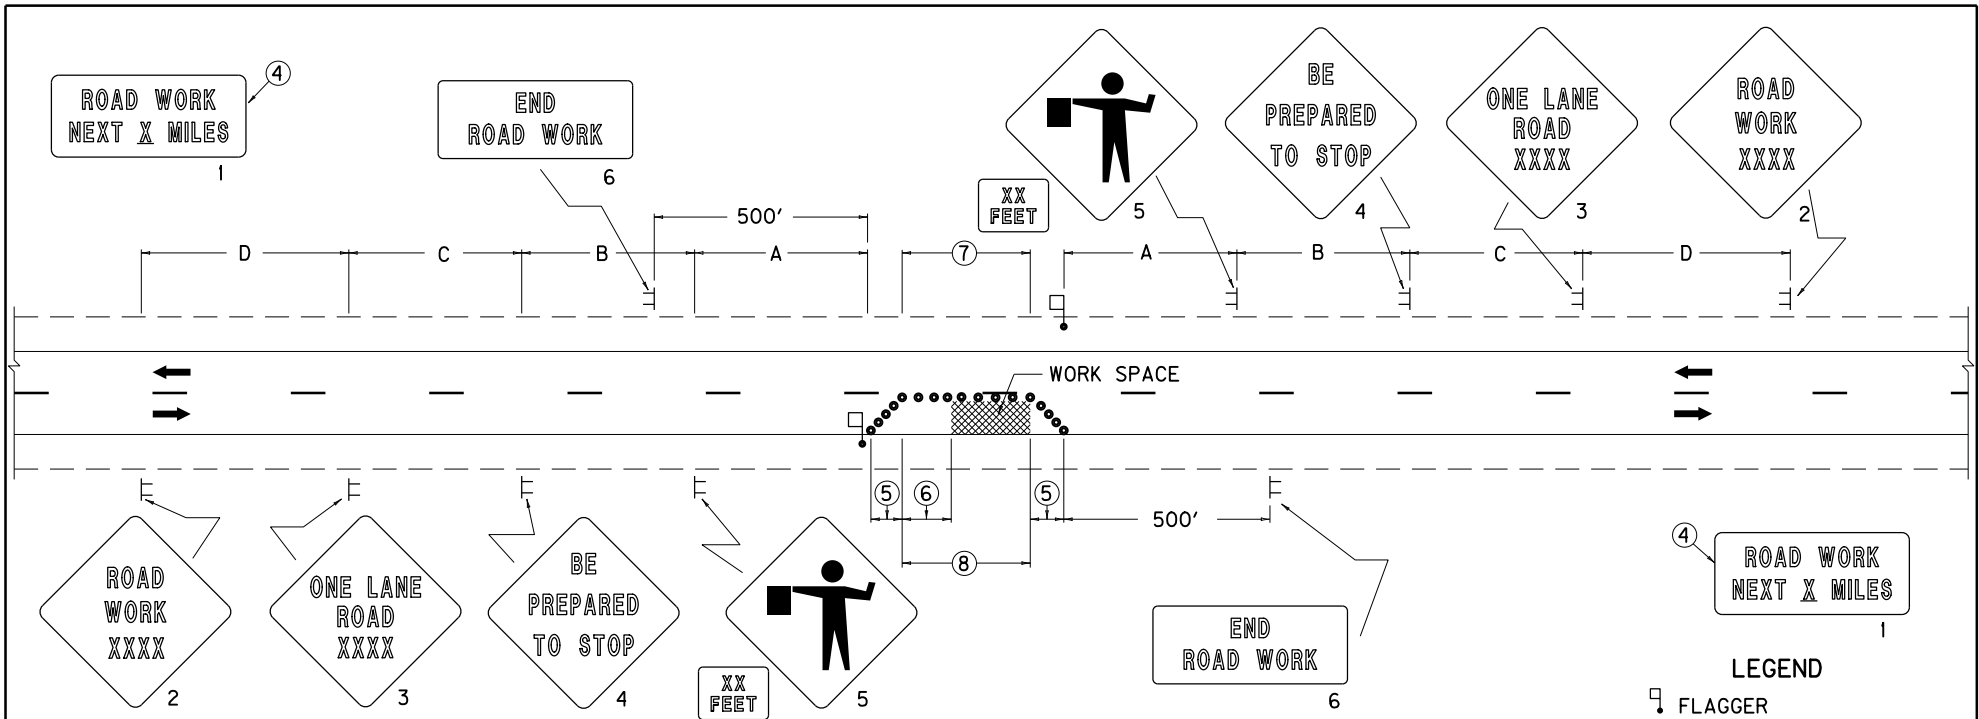 ROAD WORK
NEXT X MILES
4
1
END
ROAD WORK
6
XX
FEET
5
BE
PREPARED
TO STOP
4
ONE LANE
ROAD
XXXX
3
ROAD
WORK
XXXX
2
500'
D
C
B
A
7
A
B
C
D
WORK SPACE
5
6
5
500'
8
ROAD
WORK
XXXX
2
ONE LANE
ROAD
XXXX
3
BE
PREPARED
TO STOP
4
XX
FEET
5
END
ROAD WORK
6
4
ROAD WORK
NEXT X MILES
1
LEGEND
FLAGGER